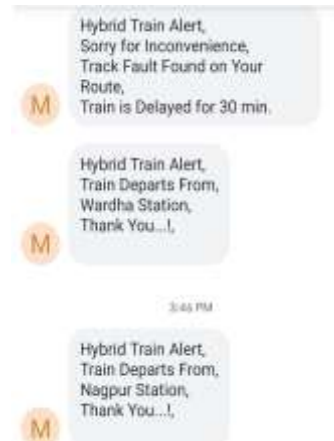 Hybrid Train Alert,
Sorry for Inconvenience,
Track Fault Found on Your
Route,
Train is Delayed for 30 min.
M
Hybrid Train Alert,
Train Departs From,
Wardha Station,
Thank You...!,
M
3:46 PM
Hybrid Train Alert,
Train Departs From,
Nagpur Station,
Thank You...!,
M